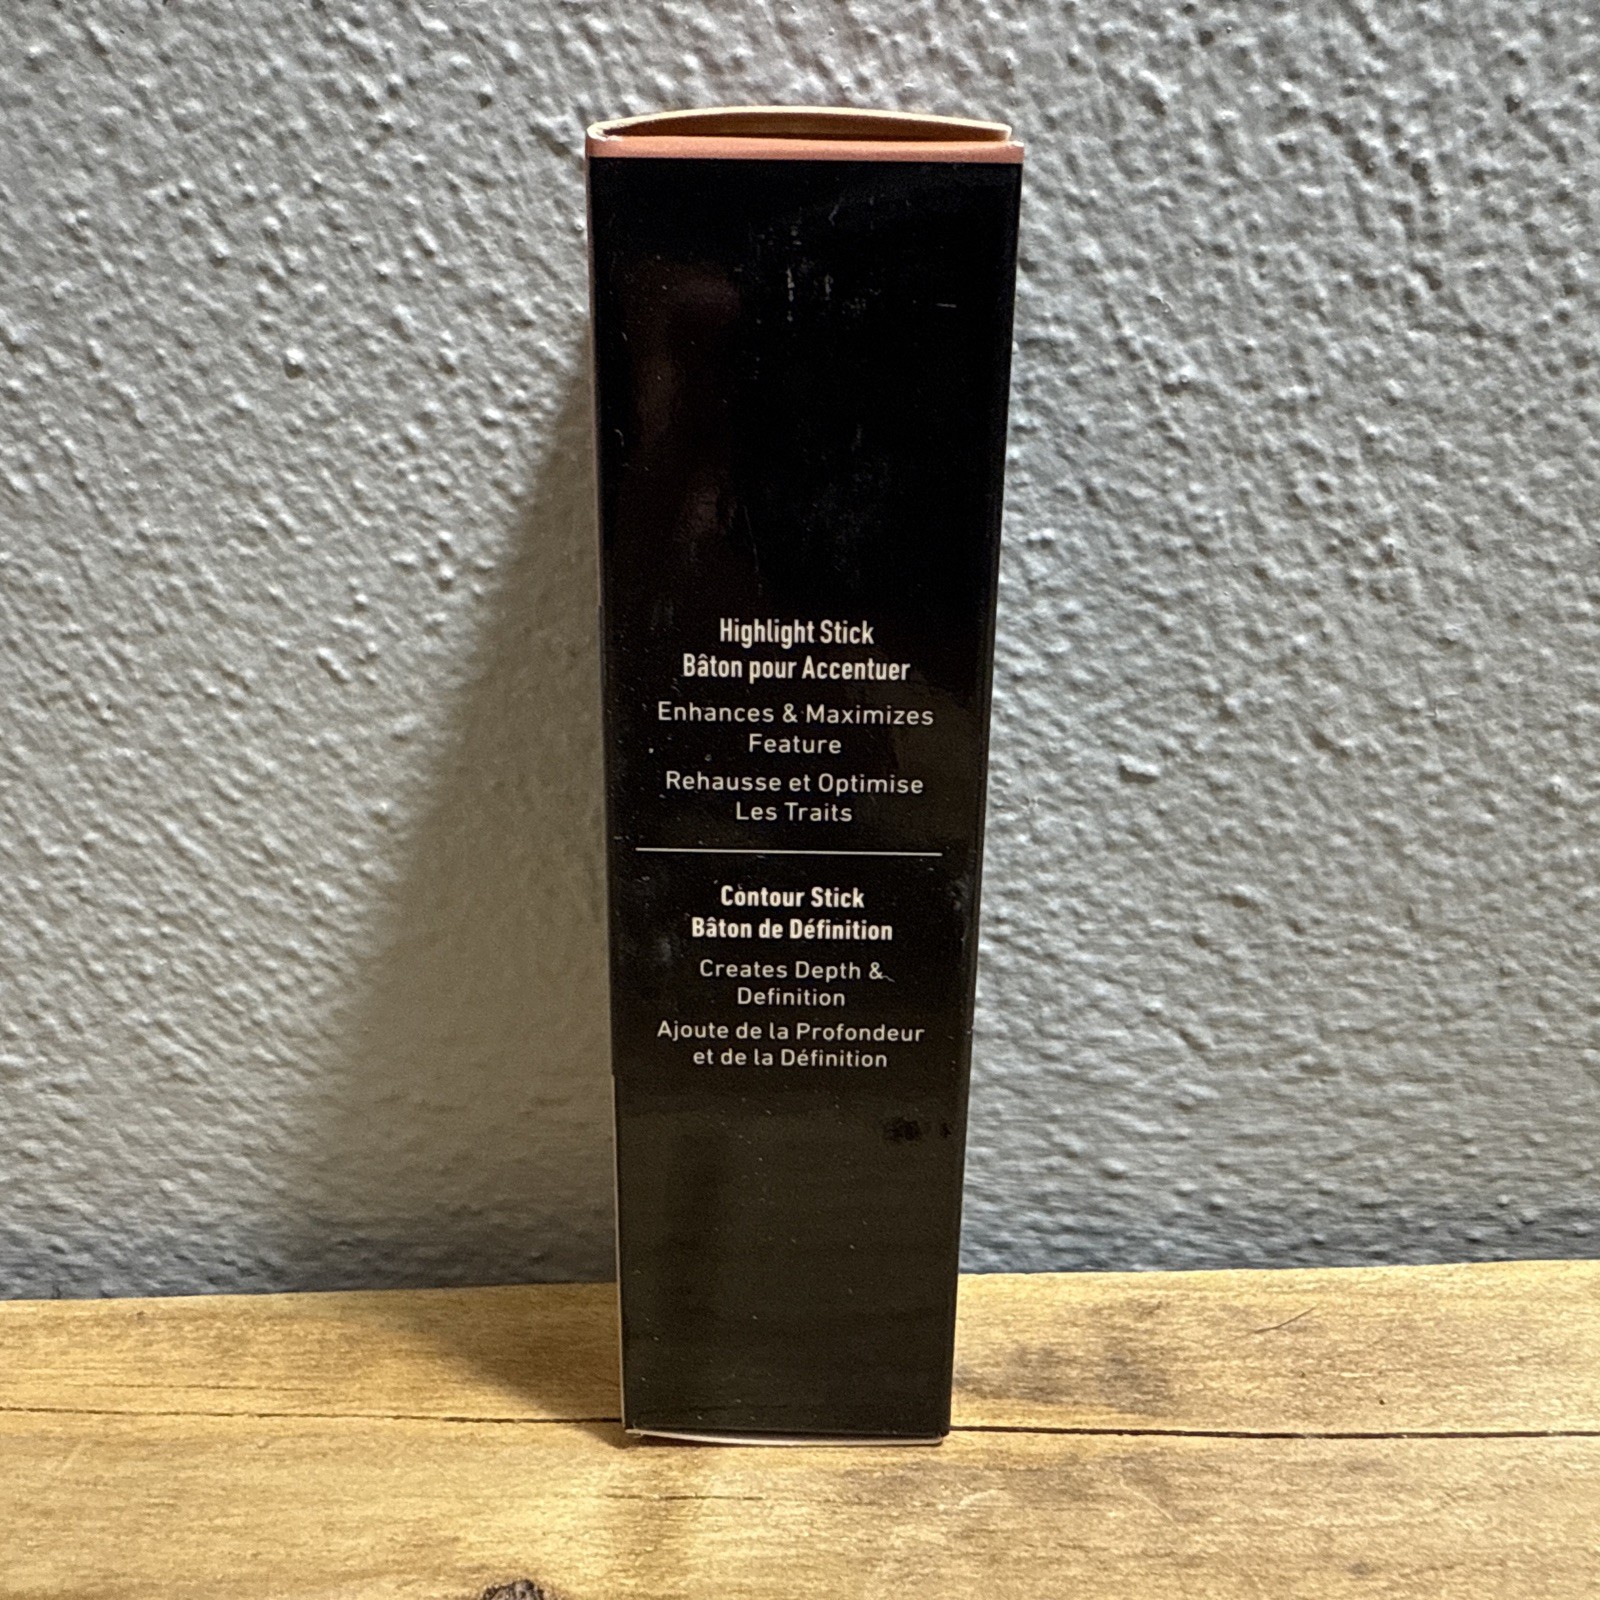 Highlight Stick
Bâton pour Accentuer
Enhances & Maximizes
Feature
Rehausse et Optimise
Les Traits
Contour Stick
Bâton de Définition
Creates Depth &
Definition
Ajoute de la Profondeur
et de la Définition